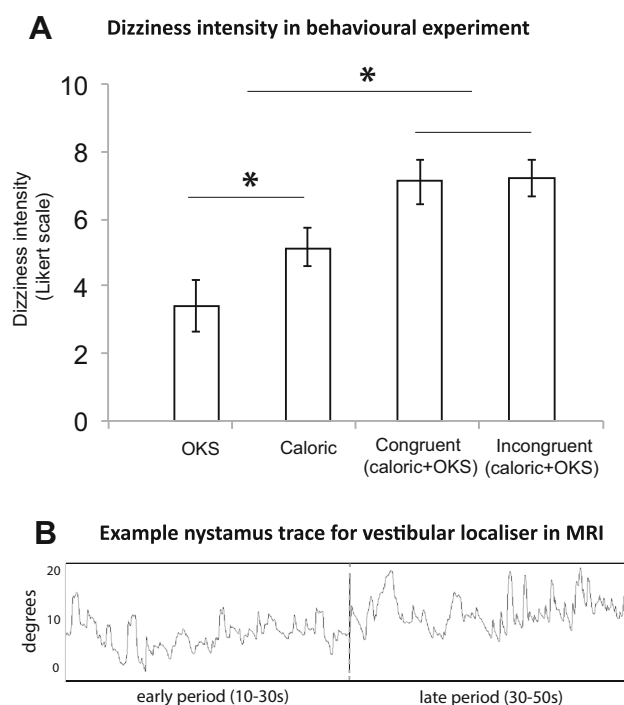 A
Dizziness intensity in behavioural experiment
10
8
6
4
2
0
Dizziness intensity
(Likert scale)
*
*
OKS
Caloric
Congruent
(caloric+OKS)
Incongruent
(caloric+OKS)
B
Example nystamus trace for vestibular localiser in MRI
degrees
20
10
0
early period (10-30s)
late period (30-50s)